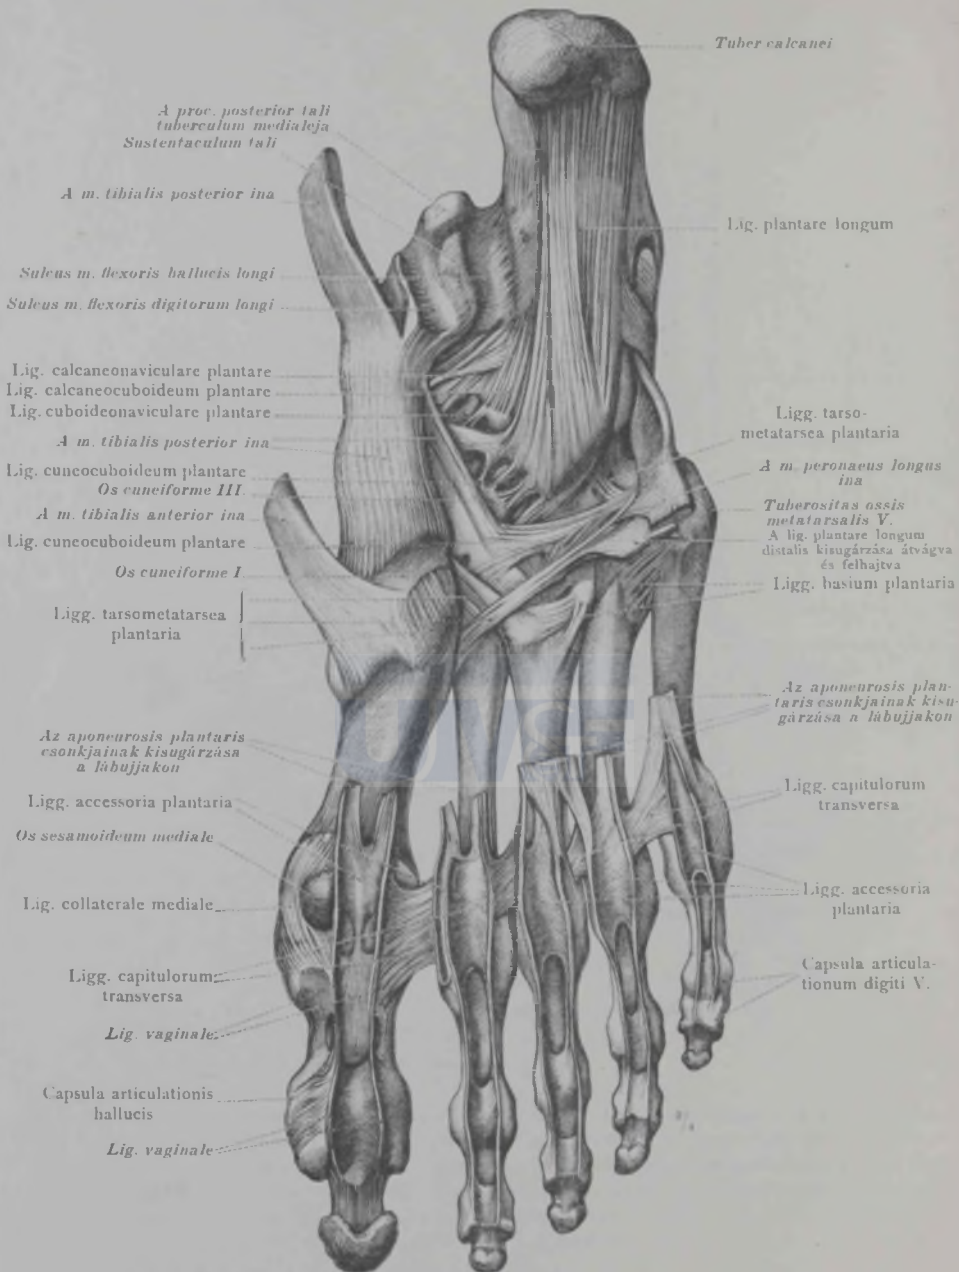 Tuber calcanei
A proc. posterior tali
tuberculum medialeja
Sustentaculum tali
A m. tibialis posterior ina
Lig. plantare longum
Sulcus m. flexoris hallucis longi
Sulcus m. flexoris digitorum longi
Lig. calcaneonaviculare plantare
Lig. calcaneocuboideum plantare
Lig. cuboideonaviculare plantare
A m. tibialis posterior ina
Lig. cuneocuboideum plantare
Os cuneiforme III.
A m. tibialis anterior ina
Lig. cuneocuboideum plantare
Os cuneiforme I.
Ligg. tarsometatarsea
plantaria
Ligg. tarso-
metatarsea plantaria
A m. peronaeus longus
ina
Tuberositas ossis
metatarsalis V.
A lig. plantare longum
distalis kisugárzása átvágva
és felhajtva
Ligg. basium plantaria
Az aponeurosis plan-
taris csonkjainak kisu-
gárzása a lábujjakon
Az aponeurosis plantaris
csonkjainak kisugárzása
a lábujjakon
Ligg. accessoria plantaria
Os sesamoideum mediale
Lig. collaterale mediale
Ligg. capitulorum
transversa
Lig. vaginale
Capsula articulationis
hallucis
Lig. vaginale
Ligg. capitulorum
transversa
Ligg. accessoria
plantaria
Capsula articula-
tionum digiti V.